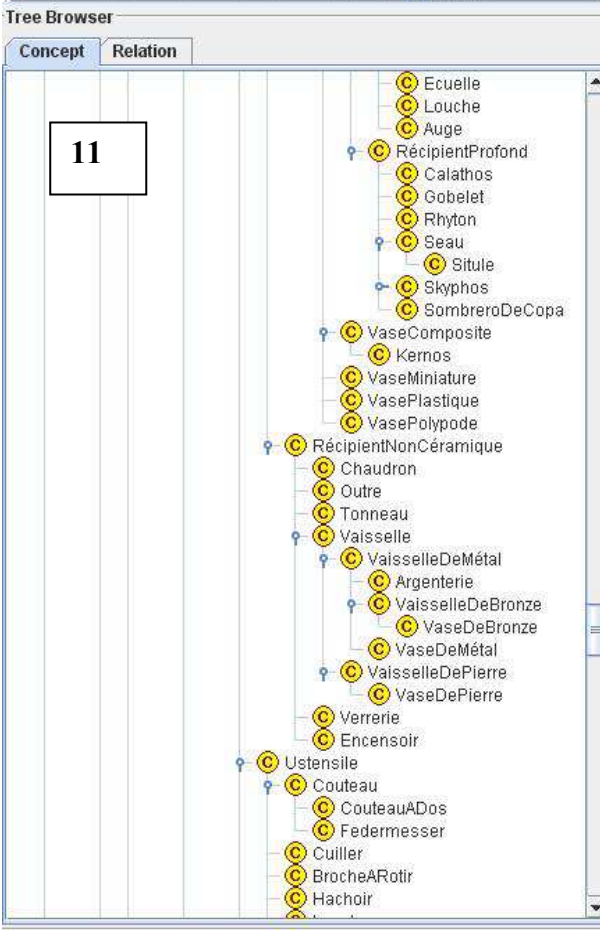 Tree Browser
Concept Relation
11
C Ecuelle
C Louche
C Auge
C RécipientProfond
C Calathos
C Gobelet
C Rhyton
C Seau
C Situle
C Skyphos
C SombreroDeCopa
C VaseComposite
C Kernos
C VaseMiniature
C VasePlastique
C VasePolypode
C RécipientNonCéramique
C Chaudron
C Outre
C Tonneau
C Vaisselle
C VaisselleDeMétal
C Argenterie
C VaisselleDeBronze
C VaseDeBronze
C VaseDeMétal
C VaisselleDePierre
C VaseDePierre
C Verrerie
C Encensoir
C Ustensile
C Couteau
C CouteauADos
C Federmesser
C Cuiller
C BrocheARotir
C Hachoir